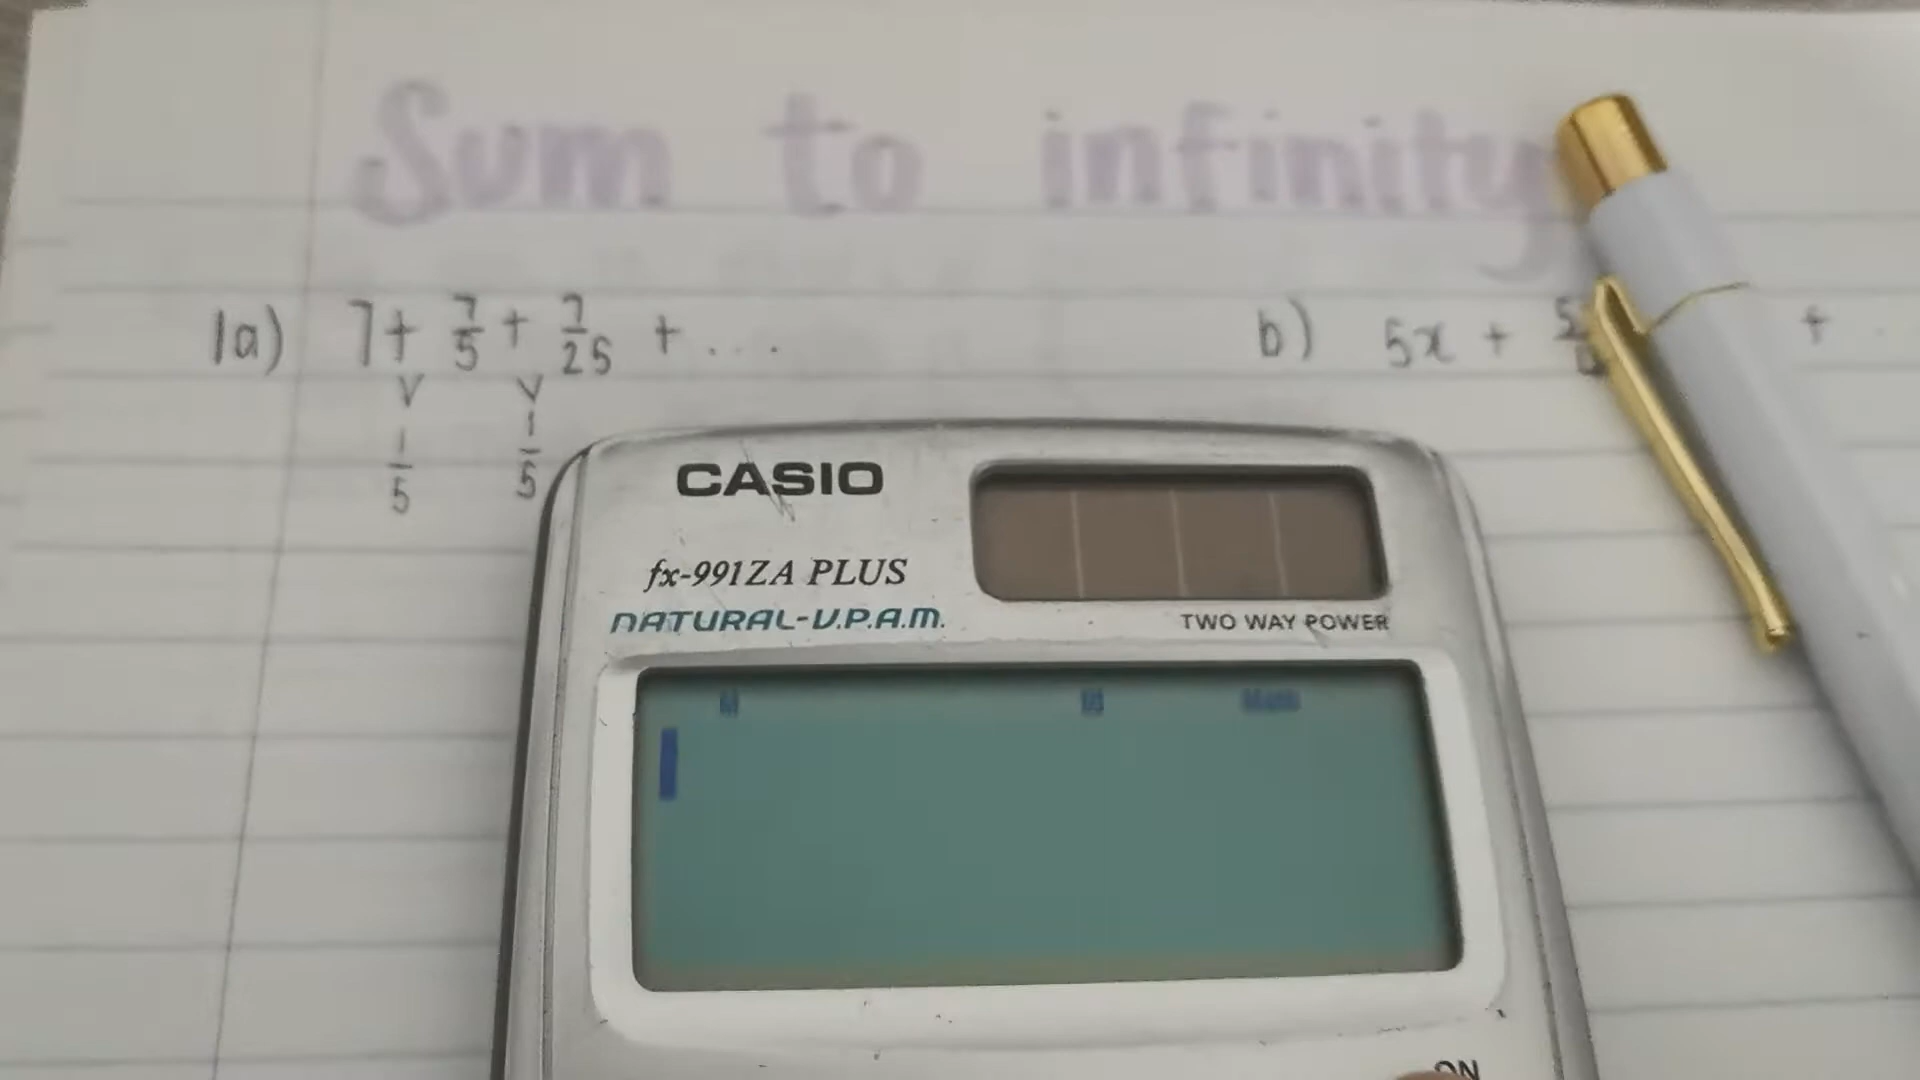 Sum to infinity
1a) 7 + 7/5 + 7/25 + ...
b) 5x + +
1/5 1/5
CASIO
fx-991ZA PLUS
NATURAL-V.P.A.M.
TWO WAY POWER
M D Math
ON